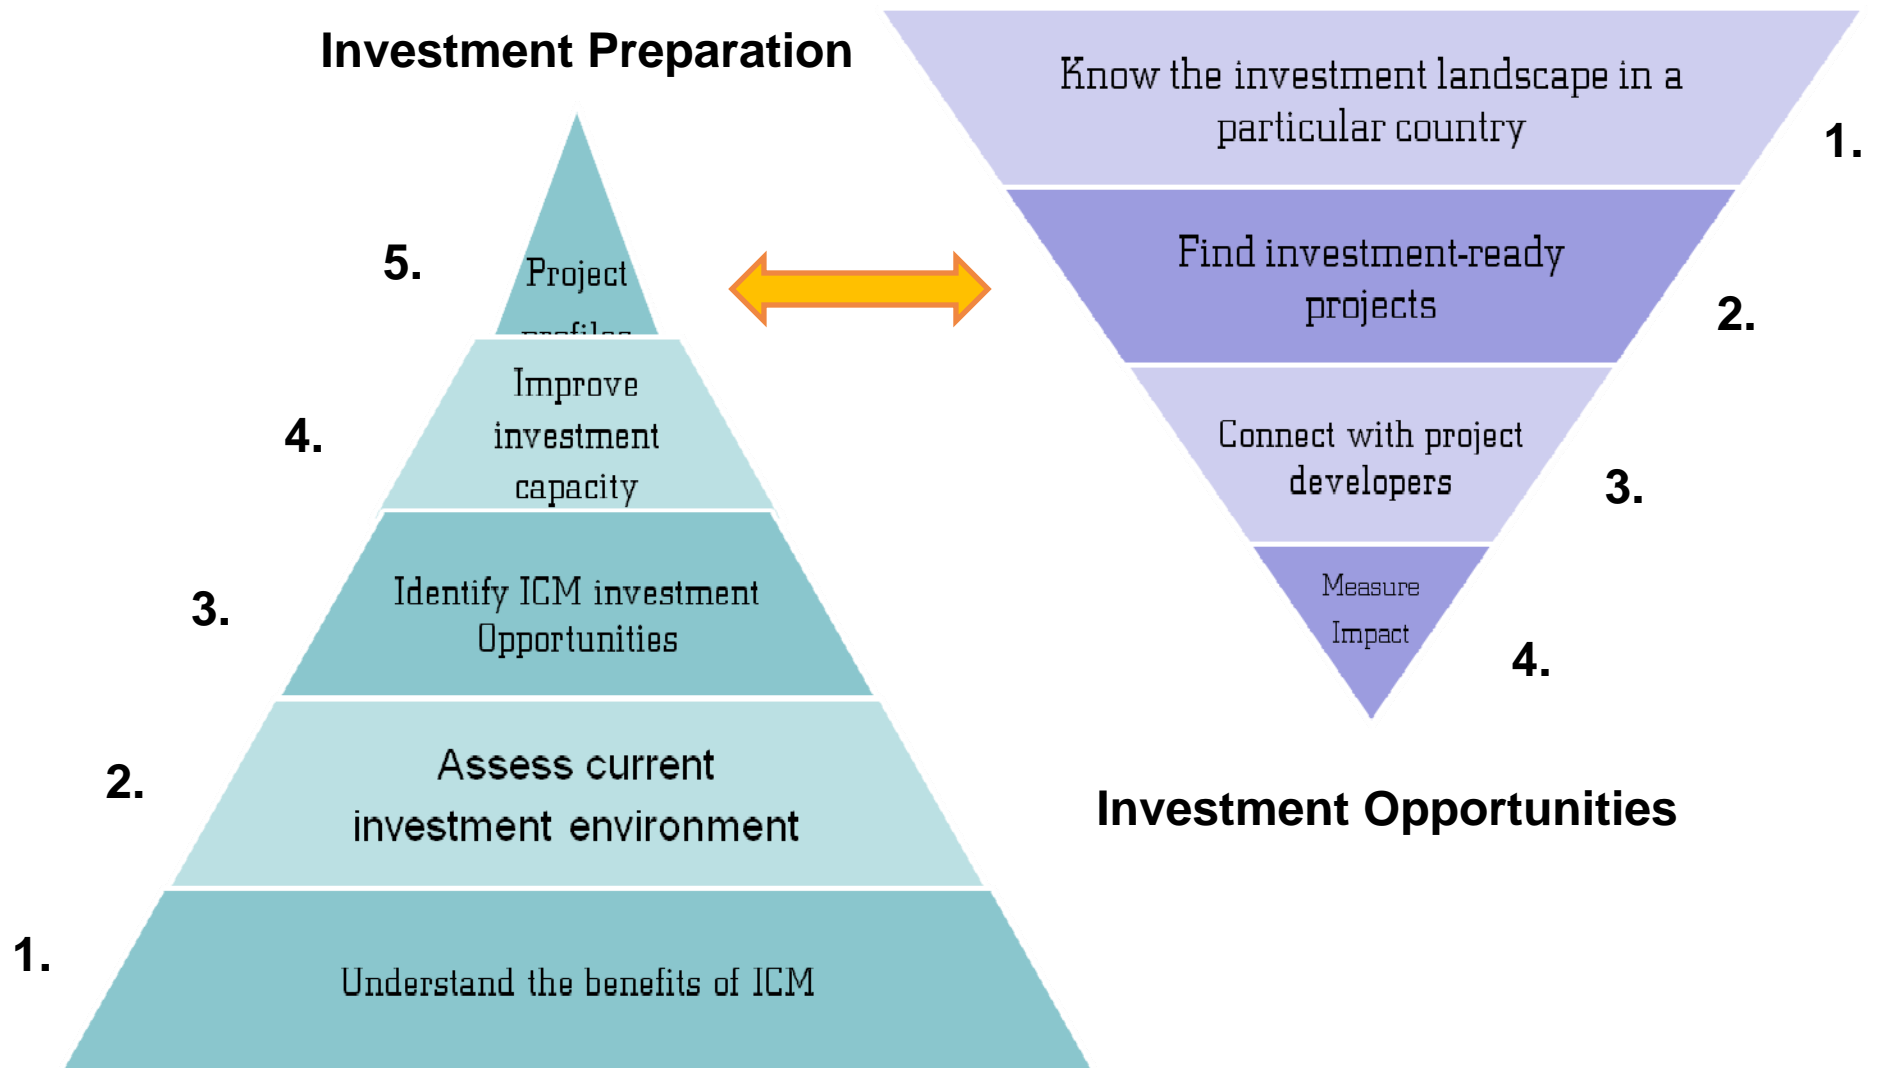 Investment Preparation
5.
Project
profiles
4.
Improve
investment
capacity
3.
Identify ICM investment
Opportunities
2.
Assess current
investment environment
1.
Understand the benefits of ICM
Know the investment landscape in a
particular country
1.
Find investment-ready
projects
2.
Connect with project
developers
3.
Measure
Impact
4.
Investment Opportunities